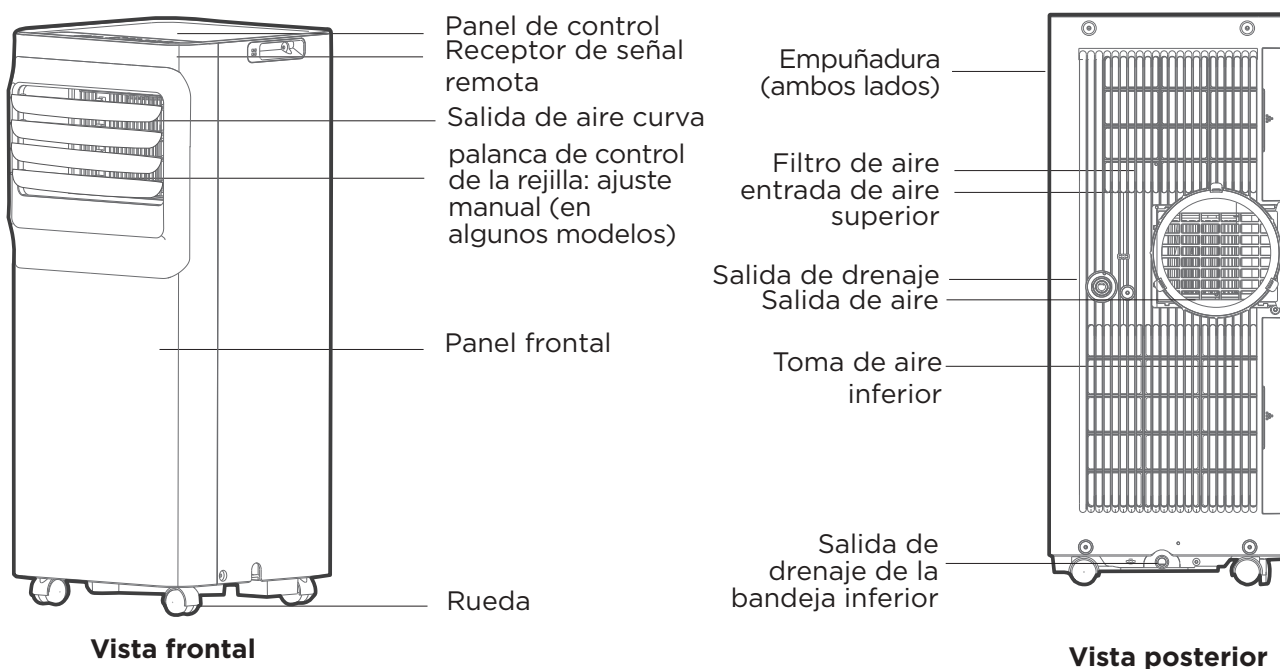 Panel de control
Receptor de señal
remota
Salida de aire curva
palanca de control
de la rejilla: ajuste
manual (en
algunos modelos)
Panel frontal
Rueda
Vista frontal
Empuñadura
(ambos lados)
Filtro de aire
entrada de aire
superior
Salida de drenaje
Salida de aire
Toma de aire
inferior
Salida de
drenaje de la
bandeja inferior
Vista posterior